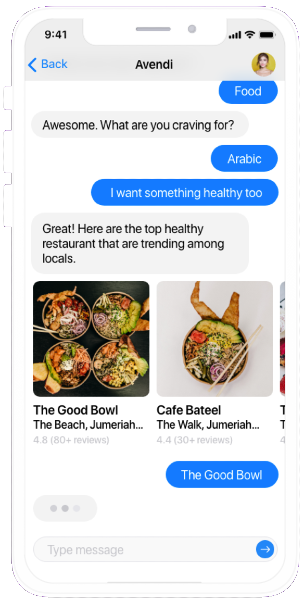 9:41
Back
Avendi
Food
Awesome. What are you craving for?
Arabic
I want something healthy too
Great! Here are the top healthy
restaurant that are trending among
locals.
The Good Bowl
The Beach, Jumeriah...
4.8 (80+ reviews)
Cafe Bateel
The Walk, Jumeriah...
4.4 (30+ reviews)
The Good Bowl
Type message